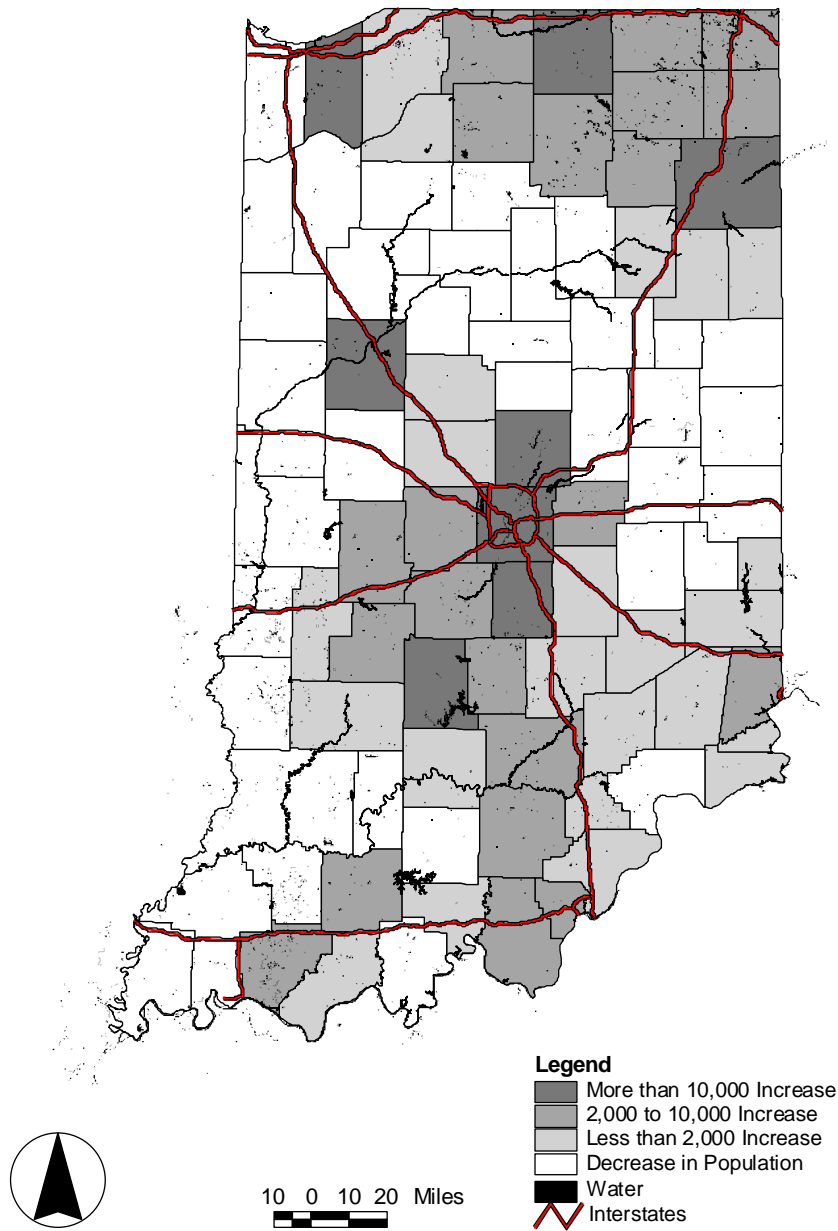 Legend
More than 10,000 Increase
2,000 to 10,000 Increase
Less than 2,000 Increase
Decrease in Population
Water
Interstates
10 0 10 20 Miles